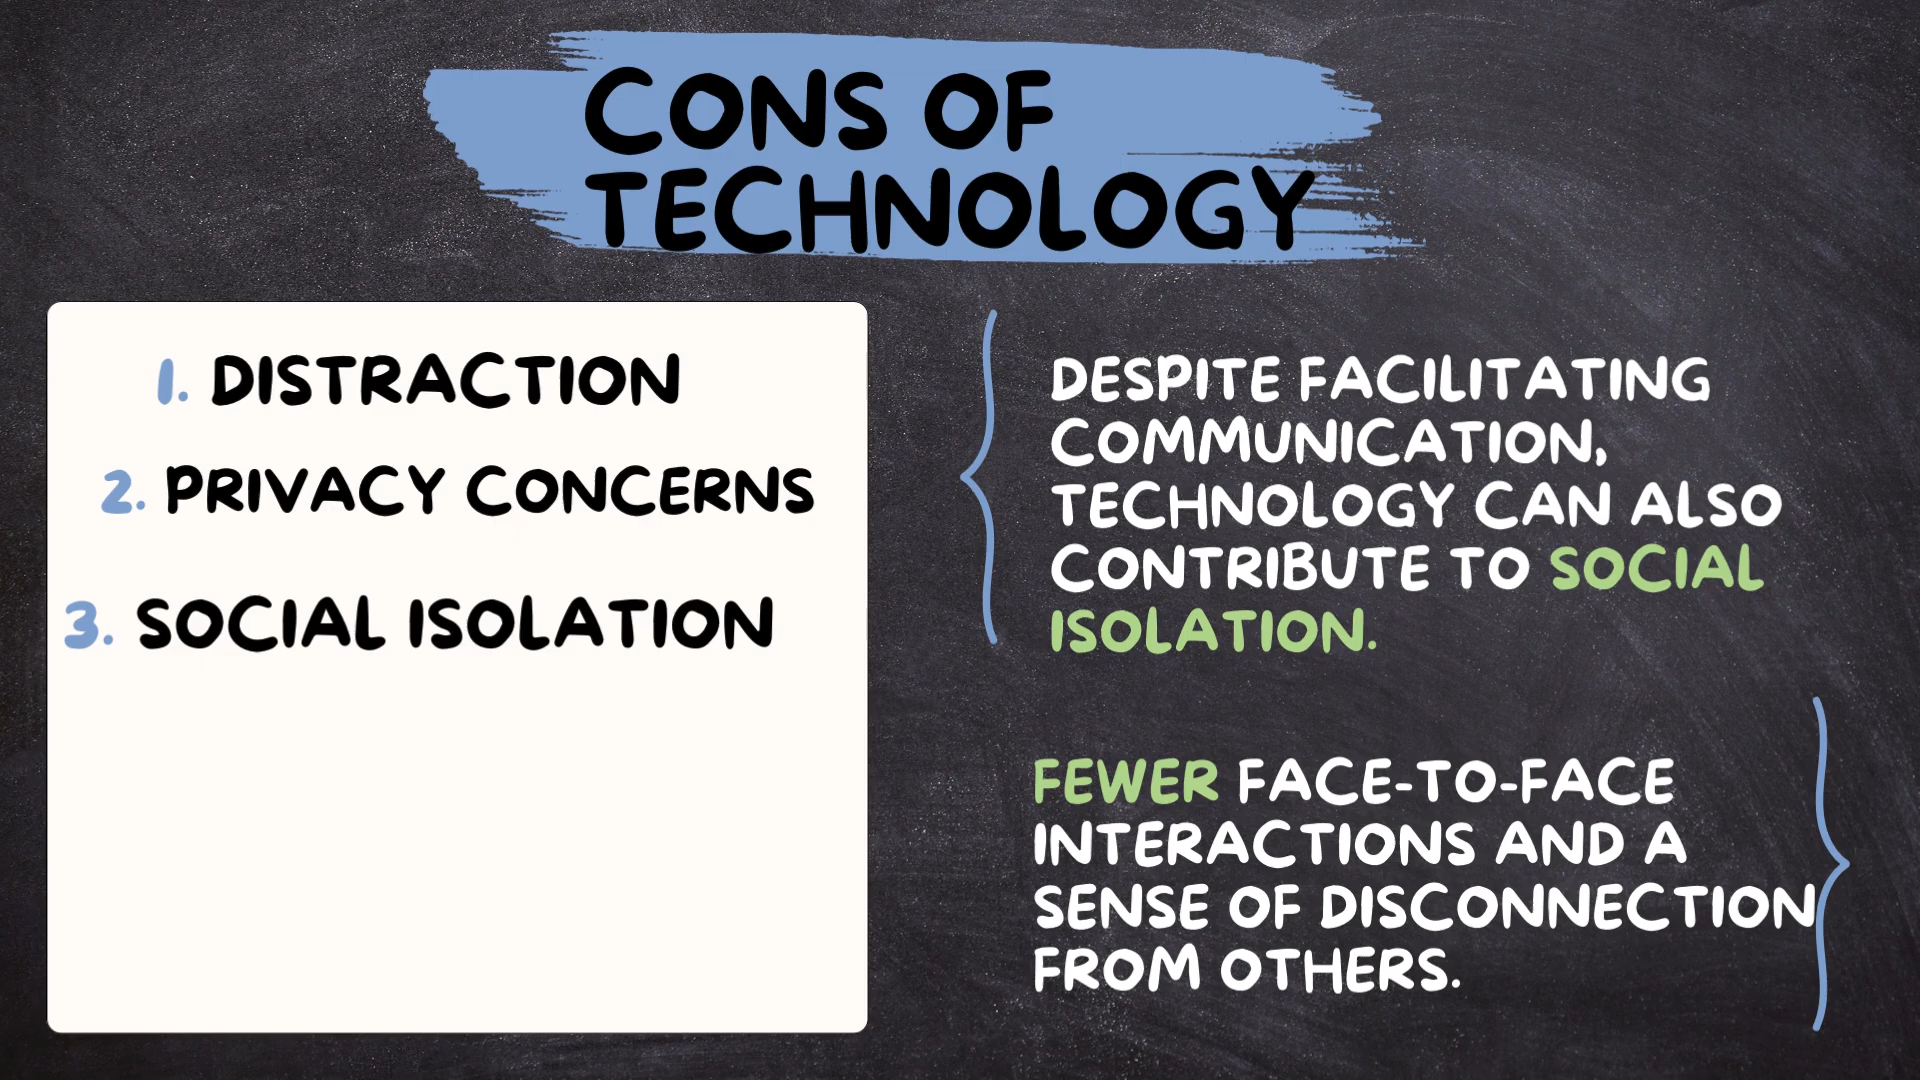 CONS OF
TECHNOLOGY
1. DISTRACTION
2. PRIVACY CONCERNS
3. SOCIAL ISOLATION
DESPITE FACILITATING
COMMUNICATION,
TECHNOLOGY CAN ALSO
CONTRIBUTE TO SOCIAL
ISOLATION.
FEWER FACE-TO-FACE
INTERACTIONS AND A
SENSE OF DISCONNECTION
FROM OTHERS.